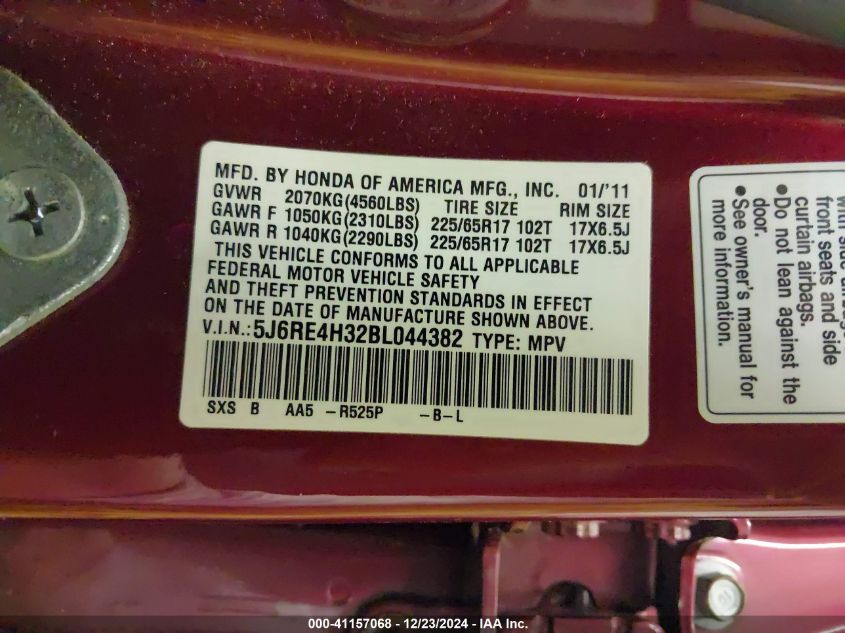 MFD. BY HONDA OF AMERICA MFG., INC. 01/'11
GVWR 2070KG(4560LBS) TIRE SIZE RIM SIZE
GAWR F 1050KG(2310LBS) 225/65R17 102T 17X6.5J
GAWR R 1040KG(2290LBS) 225/65R17 102T 17X6.5J
THIS VEHICLE CONFORMS TO ALL APPLICABLE
FEDERAL MOTOR VEHICLE SAFETY
AND THEFT PREVENTION STANDARDS IN EFFECT
ON THE DATE OF MANUFACTURE SHOWN ABOVE.
V.I.N.: 5J6RE4H32BL044382 TYPE: MPV
SXS B AA5 -R525P -B-L
with side
front seats and side
curtain airbags.
● Do not lean against the
door.
● See owner's manual for
more information.
000-41157068 - 12/23/2024 - IAAI.com